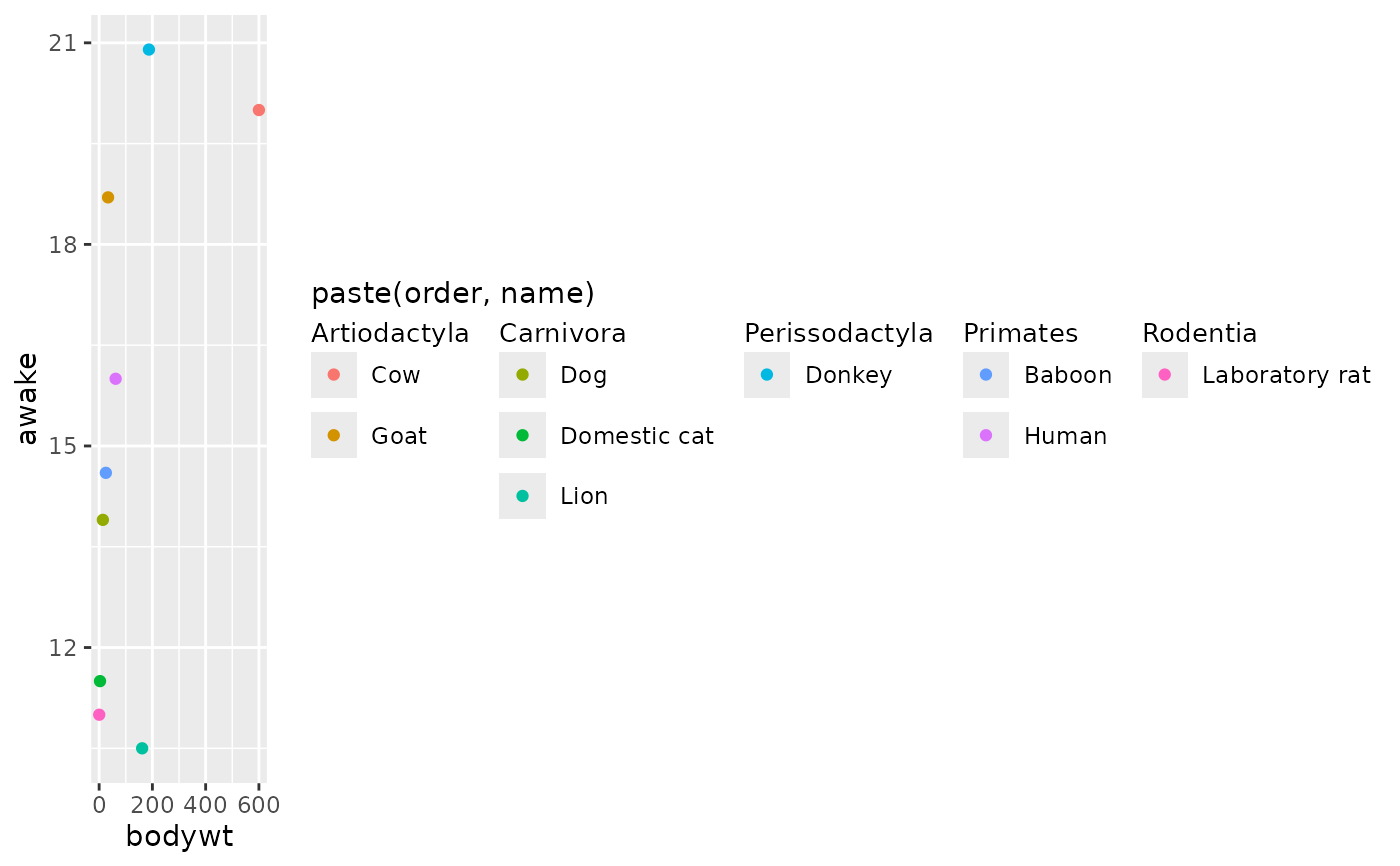 21
18
15
12
awake
0 200 400 600
bodywt
paste(order, name)
Artiodactyla Carnivora Perissodactyla Primates Rodentia
Cow Dog Donkey Baboon Laboratory rat
Goat Domestic cat Human
Lion